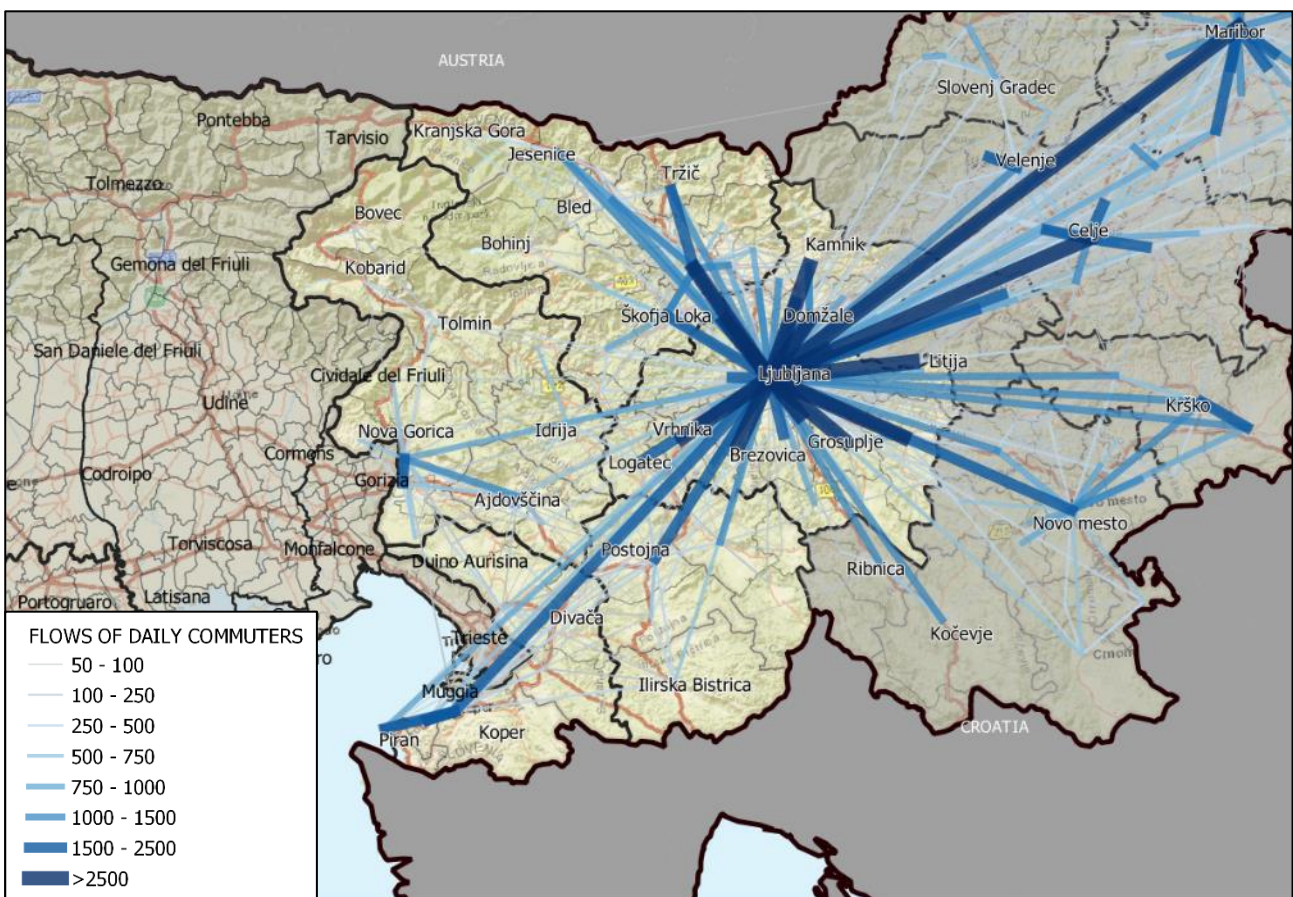 Maribor
AUSTRIA
Slovenj Gradec
Pontebba
Kranjska Gora
Tarvisio
Jesenice
Velenje
Tržič
Tolmezzo
Bled
Bovec
Celje
Bohinj
Kamnik
Gemona del Friuli
Kobarid
Škofja Loka
Domžale
Tolmin
San Daniele del Friuli
Litija
Ljubljana
Cividale del Friuli
Udine
Krško
Nova Gorica
Idrija
Vrhnika
Grosuplje
Cormons
Logatec
Brezovica
Codroipo
Gorizia
Ajdovščina
Novo mesto
Torviscosa
Monfalcone
Postojna
Duino Aurisina
Ribnica
Latisana
Portogruaro
Divača
Kočevje
Trieste
Ilirska Bistrica
Muggia
CROATIA
Koper
Piran
FLOWS OF DAILY COMMUTERS
50 - 100
100 - 250
250 - 500
500 - 750
750 - 1000
1000 - 1500
1500 - 2500
>2500